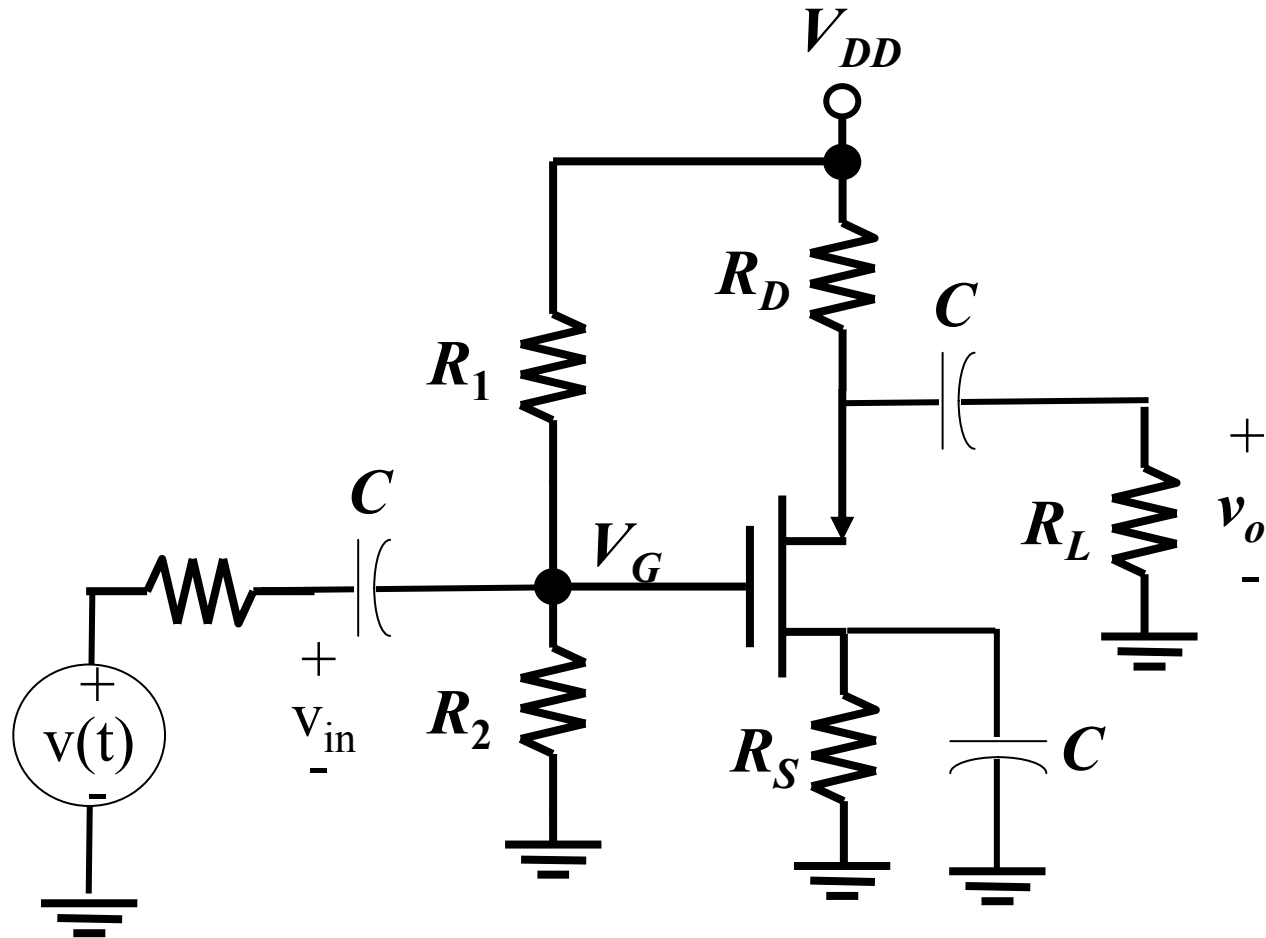 V_DD
R_D
C
R_1
C
V_G
R_L
+
v_o
-
+
v_in
-
+
v(t)
-
R_2
R_S
C